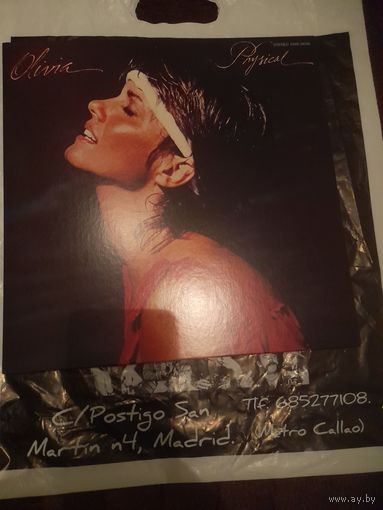 Olivia
Physical
C/Postigo San
Martín nº4, Madrid.
Tlf. 685277108.
(Metro Callao)
www.ay.by